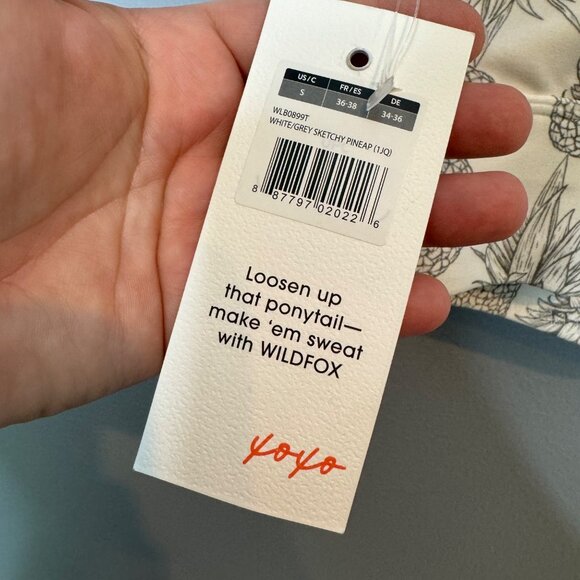 US / C FR / ES DE
S 36-38 34-36
WLB0899T
WHITE/GREY SKETCHY PINEAP (1JQ)
8 87797 02022 6
Loosen up
that ponytail—
make ‘em sweat
with WILDFOX
xoxo